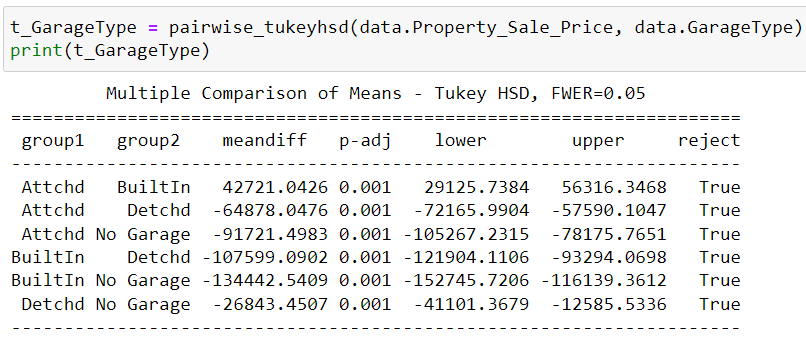 t_GarageType = pairwise_tukeyhsd(data.Property_Sale_Price, data.GarageType)
print(t_GarageType)
Multiple Comparison of Means - Tukey HSD, FWER=0.05
====================================================================
group1 group2 meandiff p-adj lower upper reject
--------------------------------------------------------------------
Attchd BuiltIn 42721.0426 0.001 29125.7384 56316.3468 True
Attchd Detchd -64878.0476 0.001 -72165.9904 -57590.1047 True
Attchd No Garage -91721.4983 0.001 -105267.2315 -78175.7651 True
BuiltIn Detchd -107599.0902 0.001 -121904.1106 -93294.0698 True
BuiltIn No Garage -134442.5409 0.001 -152745.7206 -116139.3612 True
Detchd No Garage -26843.4507 0.001 -41101.3679 -12585.5336 True
--------------------------------------------------------------------